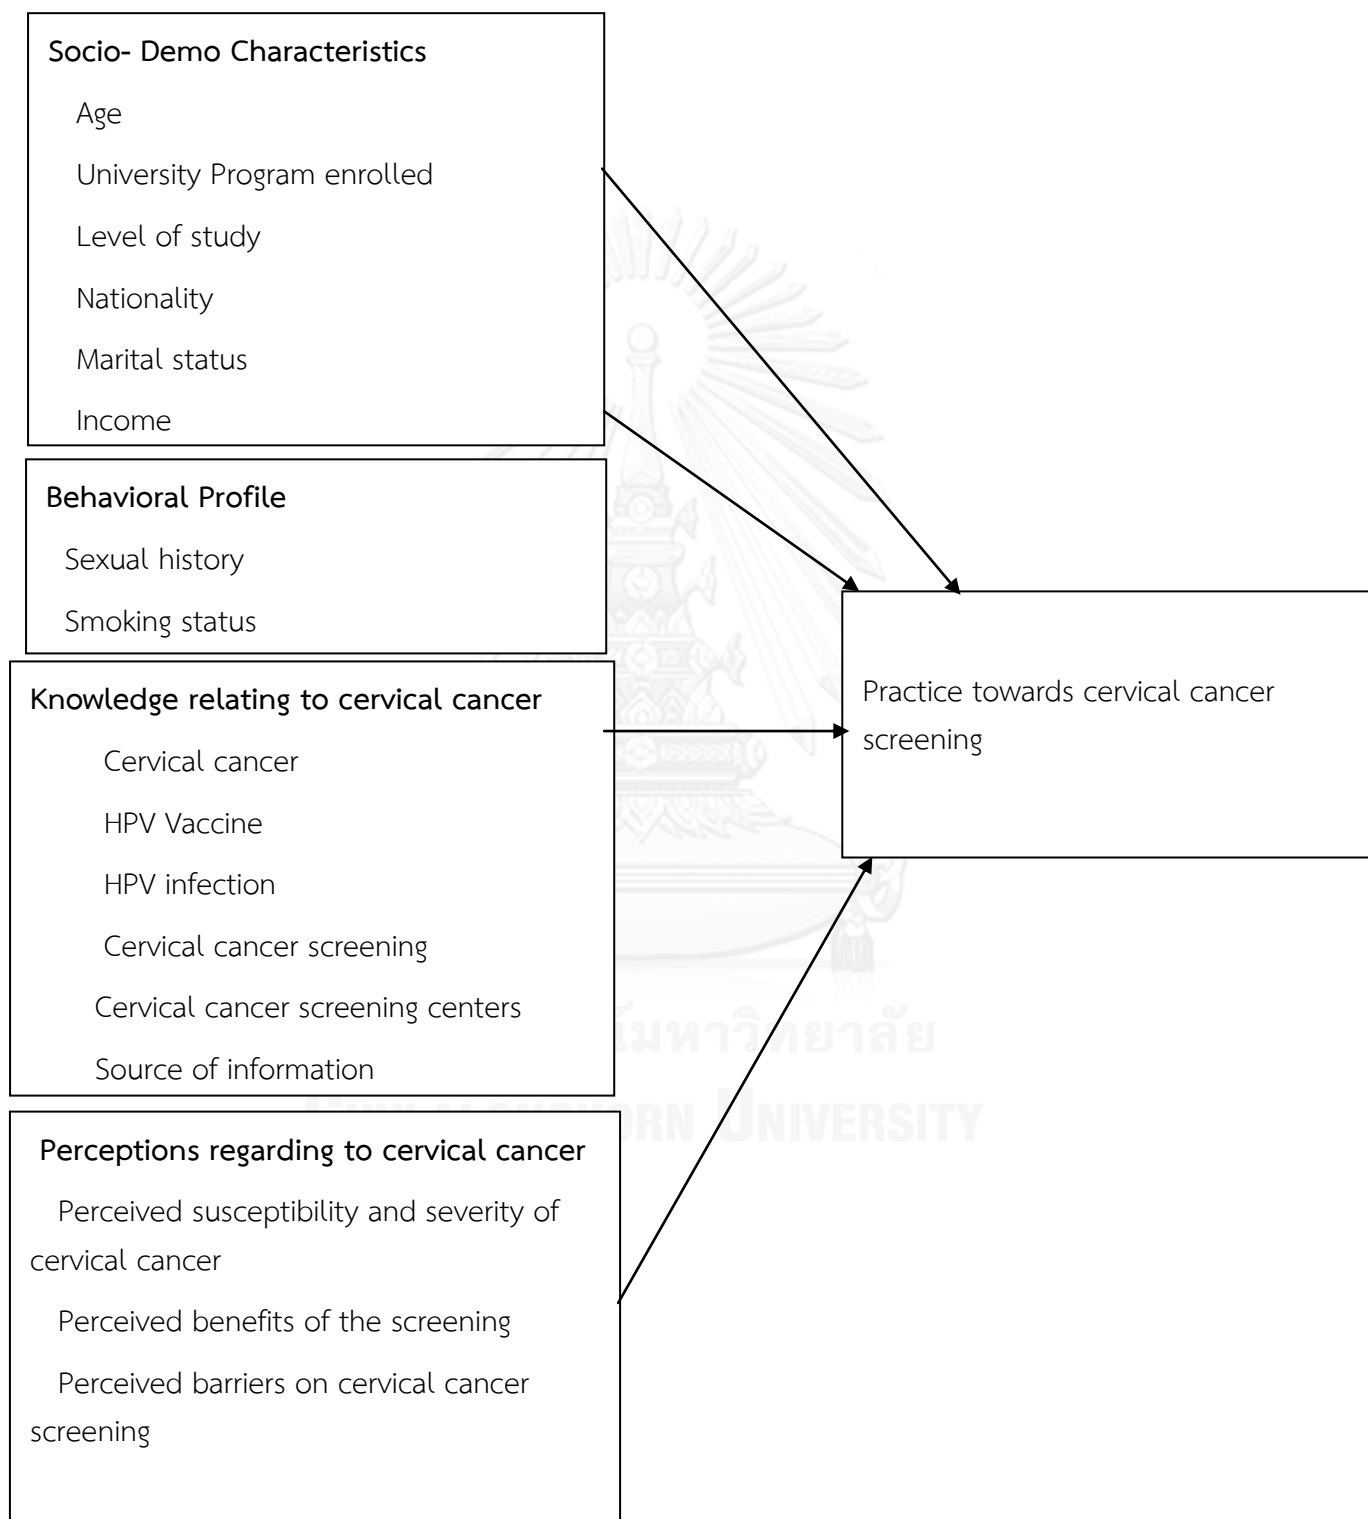 Socio- Demo Characteristics
Age
University Program enrolled
Level of study
Nationality
Marital status
Income
Behavioral Profile
Sexual history
Smoking status
Knowledge relating to cervical cancer
Cervical cancer
HPV Vaccine
HPV infection
Cervical cancer screening
Cervical cancer screening centers
Source of information
Perceptions regarding to cervical cancer
Perceived susceptibility and severity of
cervical cancer
Perceived benefits of the screening
Perceived barriers on cervical cancer
screening
Practice towards cervical cancer
screening
UNIVERSITY